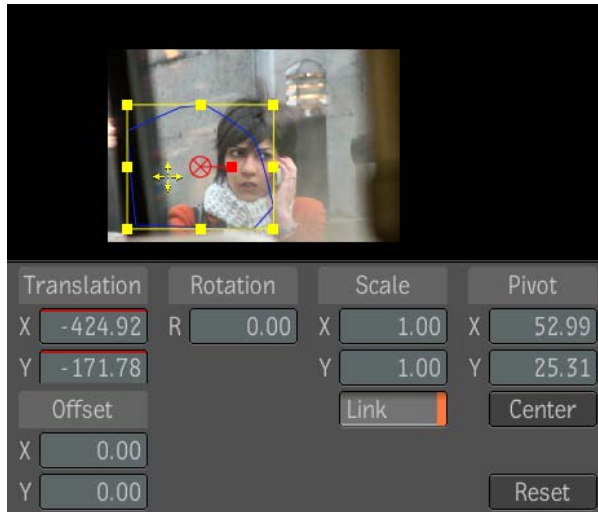 Translation Rotation Scale Pivot
X -424.92 R 0.00 X 1.00 X 52.99
Y -171.78 Y 1.00 Y 25.31
Offset Link Center
X 0.00
Y 0.00 Reset